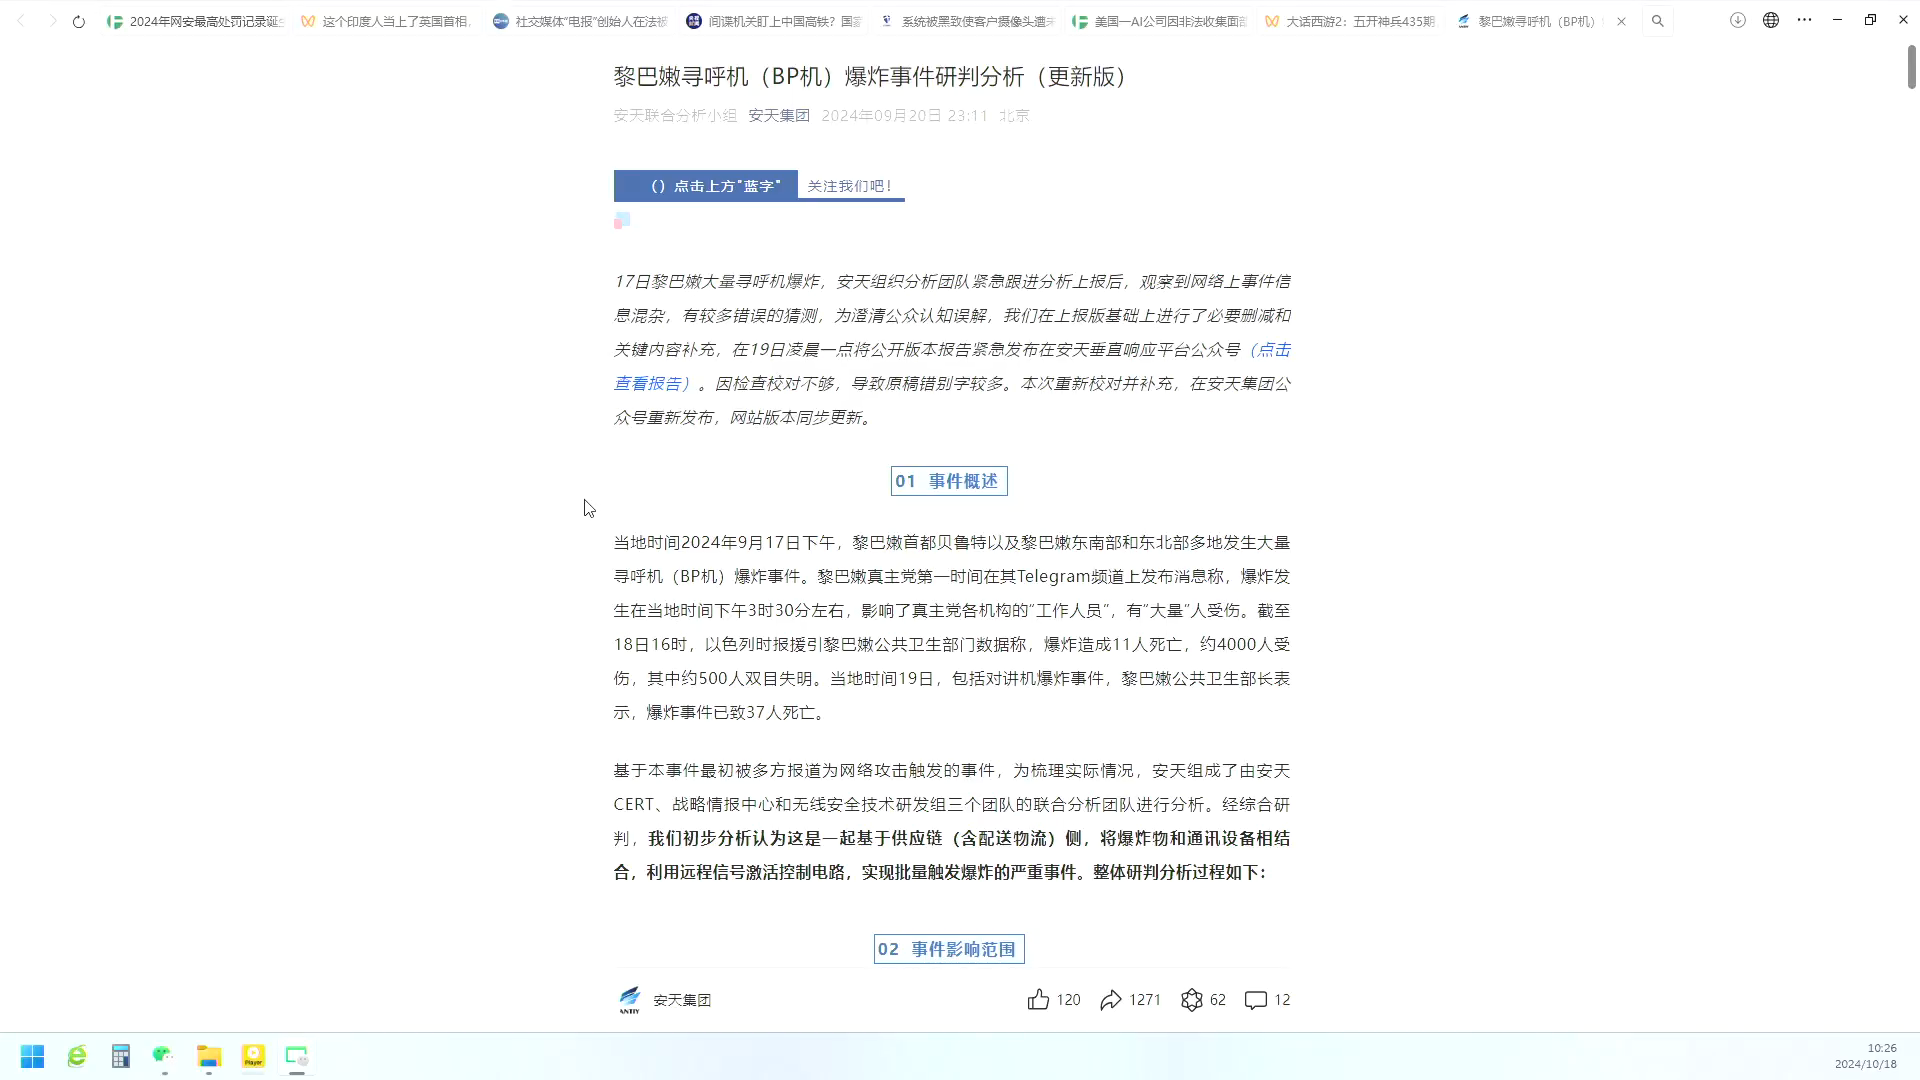 2024年网安最高处罚记录诞生
这个印度人当上了英国首相,
社交媒体"电报"创始人在法被
间谍机关盯上中国高铁？国家
系统被黑致使客户摄像头遭未
美国一AI公司因非法收集面部
大话西游2：五开神兵435期
黎巴嫩寻呼机（BP机）
黎巴嫩寻呼机（BP机）爆炸事件研判分析（更新版）
安天联合分析小组 安天集团 2024年09月20日 23:11 北京
（）点击上方"蓝字" 关注我们吧！
17日黎巴嫩大量寻呼机爆炸，安天组织分析团队紧急跟进分析上报后，观察到网络上事件信
息混杂，有较多错误的猜测，为澄清公众认知误解，我们在上报版基础上进行了必要删减和
关键内容补充，在19日凌晨一点将公开版本报告紧急发布在安天垂直响应平台公众号（点击
查看报告）。因检查校对不够，导致原稿错别字较多。本次重新校对并补充，在安天集团公
众号重新发布，网站版本同步更新。
01 事件概述
当地时间2024年9月17日下午，黎巴嫩首都贝鲁特以及黎巴嫩东南部和东北部多地发生大量
寻呼机（BP机）爆炸事件。黎巴嫩真主党第一时间在其Telegram频道上发布消息称，爆炸发
生在当地时间下午3时30分左右，影响了真主党各机构的“工作人员”，有“大量”人受伤。截至
18日16时，以色列时报援引黎巴嫩公共卫生部门数据称，爆炸造成11人死亡，约4000人受
伤，其中约500人双目失明。当地时间19日，包括对讲机爆炸事件，黎巴嫩公共卫生部长表
示，爆炸事件已致37人死亡。
基于本事件最初被多方报道为网络攻击触发的事件，为梳理实际情况，安天组成了由安天
CERT、战略情报中心和无线安全技术研发组三个团队的联合分析团队进行分析。经综合研
判，我们初步分析认为这是一起基于供应链（含配送物流）侧，将爆炸物和通讯设备相结
合，利用远程信号激活控制电路，实现批量触发爆炸的严重事件。整体研判分析过程如下：
02 事件影响范围
ANTIY 安天集团 120 1271 62 12
Player
10:26
2024/10/18